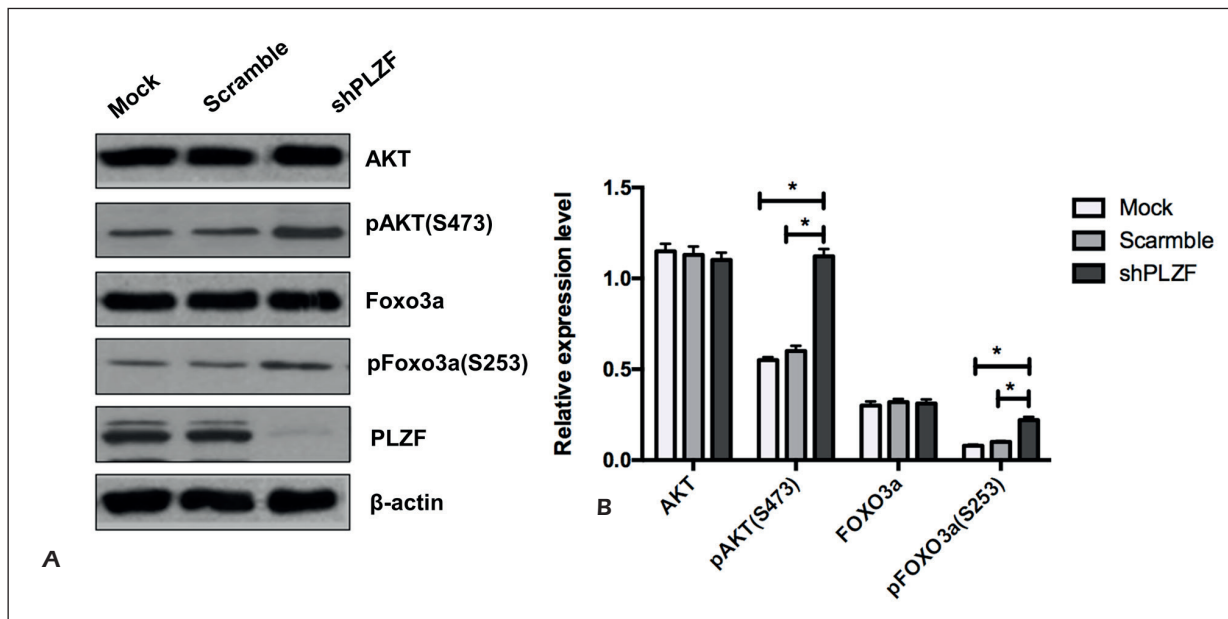 Mock Scramble shPLZF
AKT
pAKT(S473)
Foxo3a
pFoxo3a(S253)
PLZF
β-actin
A
Relative expression level
1.5
1.0
0.5
0.0
* *
* *
Mock
Scarmble
shPLZF
AKT
pAKT(S473)
FOXO3a
pFOXO3a(S253)
B